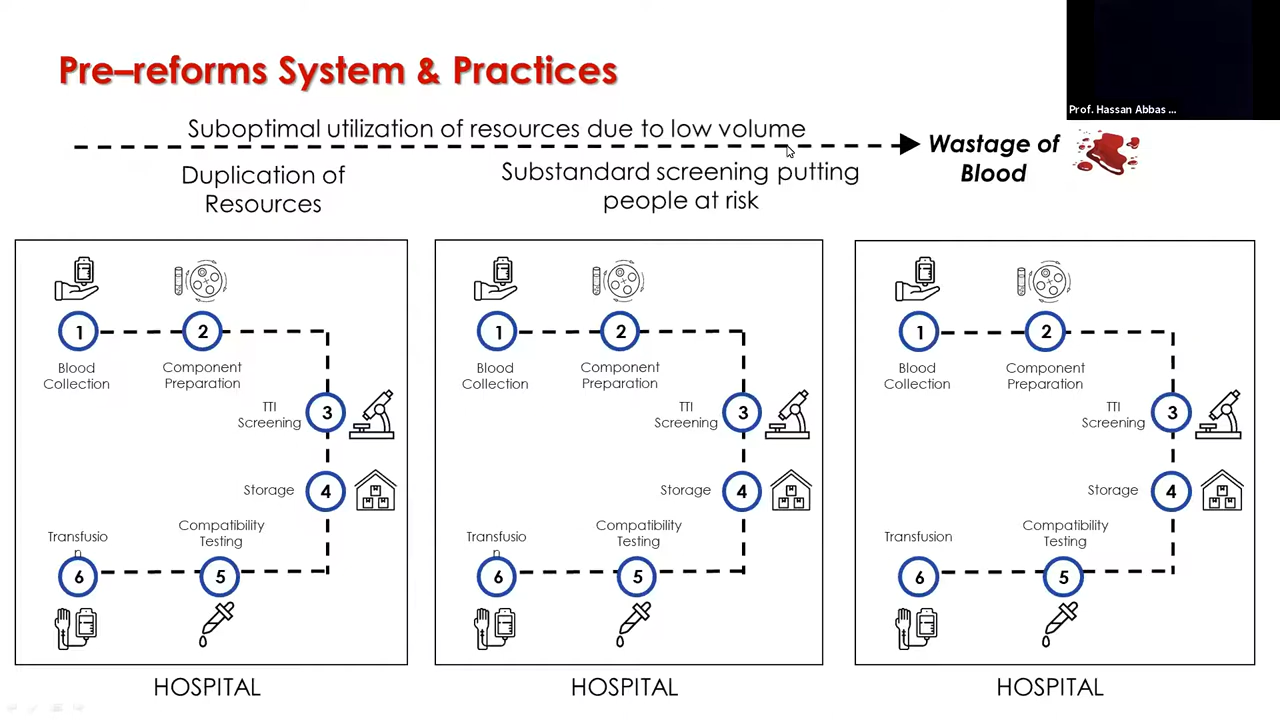 Pre–reforms System & Practices
Prof. Hassan Abbas ...
Suboptimal utilization of resources due to low volume
Wastage of
Blood
Duplication of
Resources
Substandard screening putting
people at risk
1
2
Blood
Collection
Component
Preparation
TTI
Screening
3
Storage
4
Transfusio
n
Compatibility
Testing
6
5
HOSPITAL
1
2
Blood
Collection
Component
Preparation
TTI
Screening
3
Storage
4
Transfusio
n
Compatibility
Testing
6
5
HOSPITAL
1
2
Blood
Collection
Component
Preparation
TTI
Screening
3
Storage
4
Transfusion
Compatibility
Testing
6
5
HOSPITAL